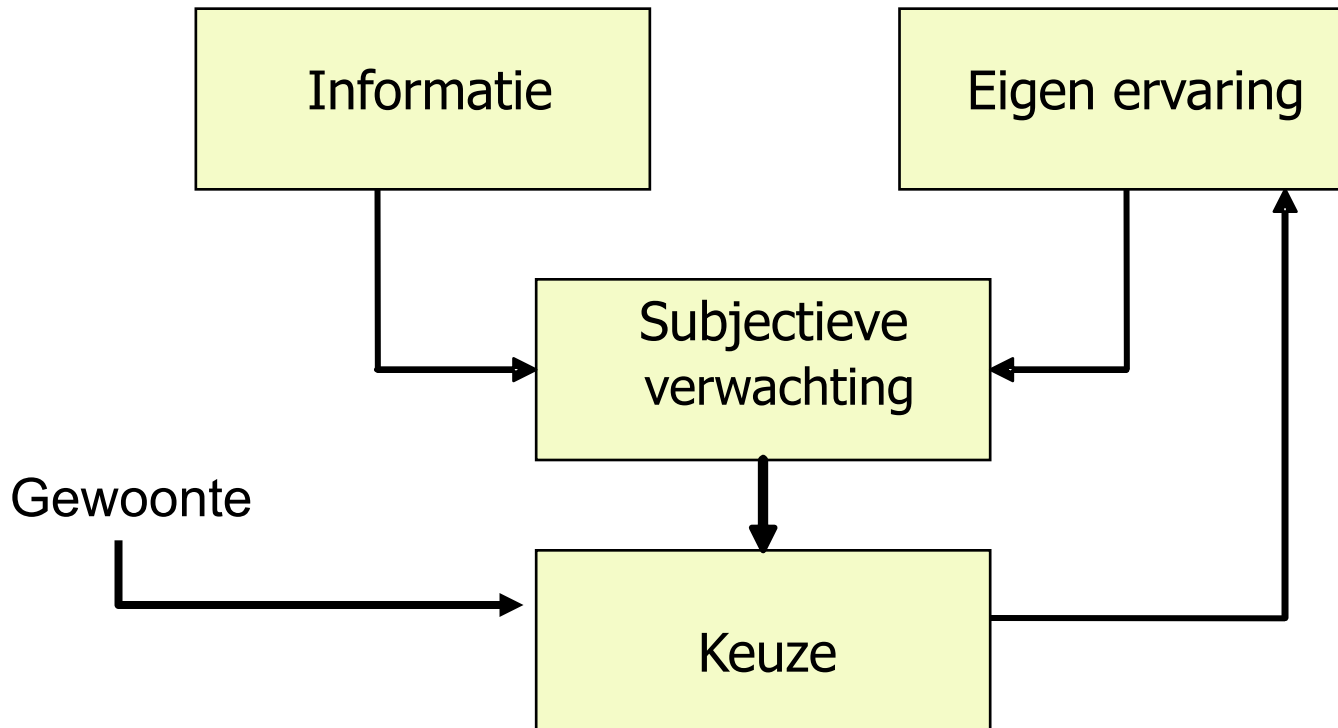 Informatie
Eigen ervaring
Subjectieve
verwachting
Gewoonte
Keuze